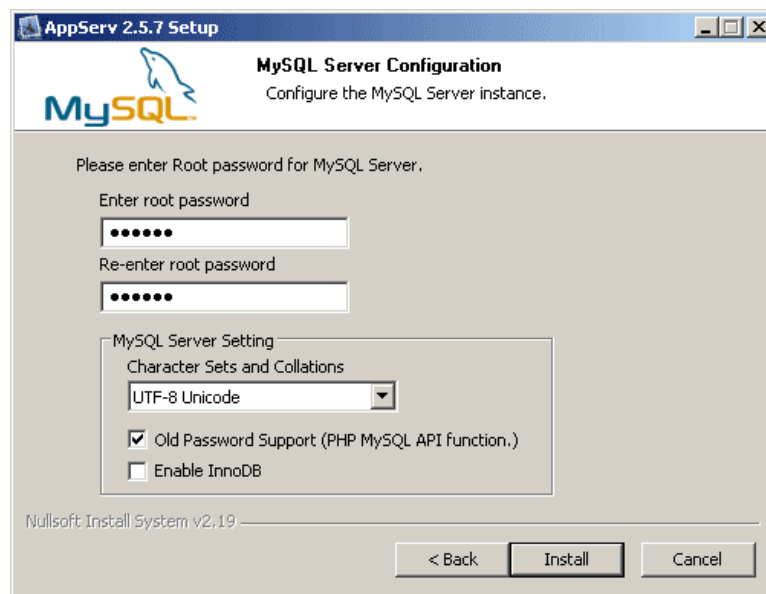 AppServ 2.5.7 Setup
MySQL
MySQL Server Configuration
Configure the MySQL Server instance.
Please enter Root password for MySQL Server.
Enter root password
●●●●●●
Re-enter root password
●●●●●●
MySQL Server Setting
Character Sets and Collations
UTF-8 Unicode
Old Password Support (PHP MySQL API function.)
Enable InnoDB
Nullsoft Install System v2.19
< Back Install Cancel